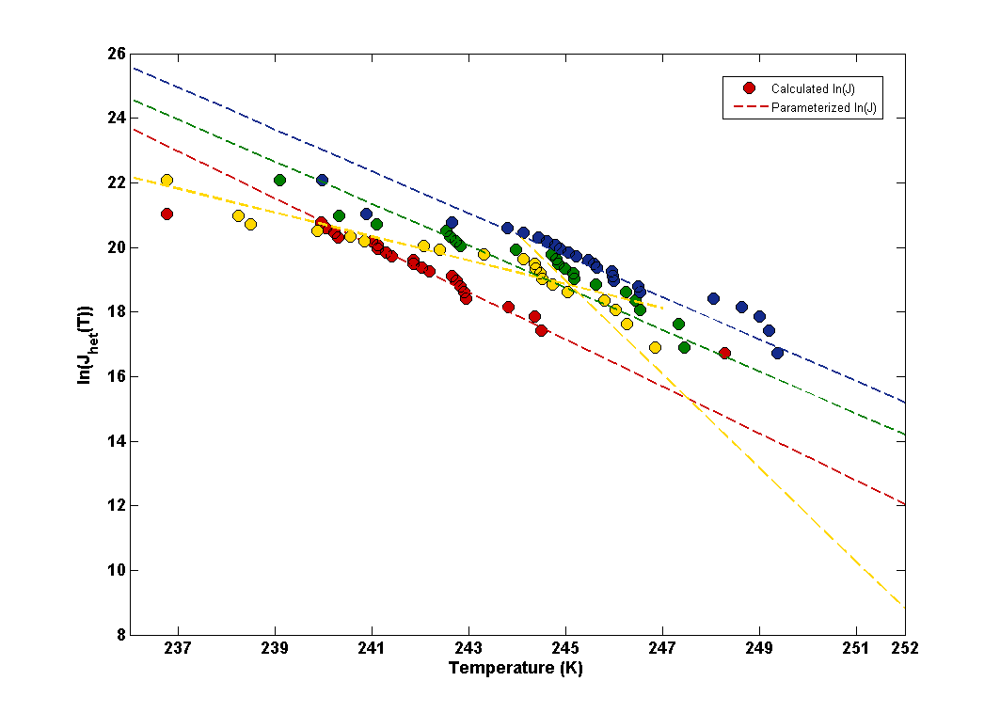 26
24
22
20
18
16
14
12
10
8
ln(J_het(T))
Calculated ln(J)
Parameterized ln(J)
237 239 241 243 245 247 249 251 252
Temperature (K)